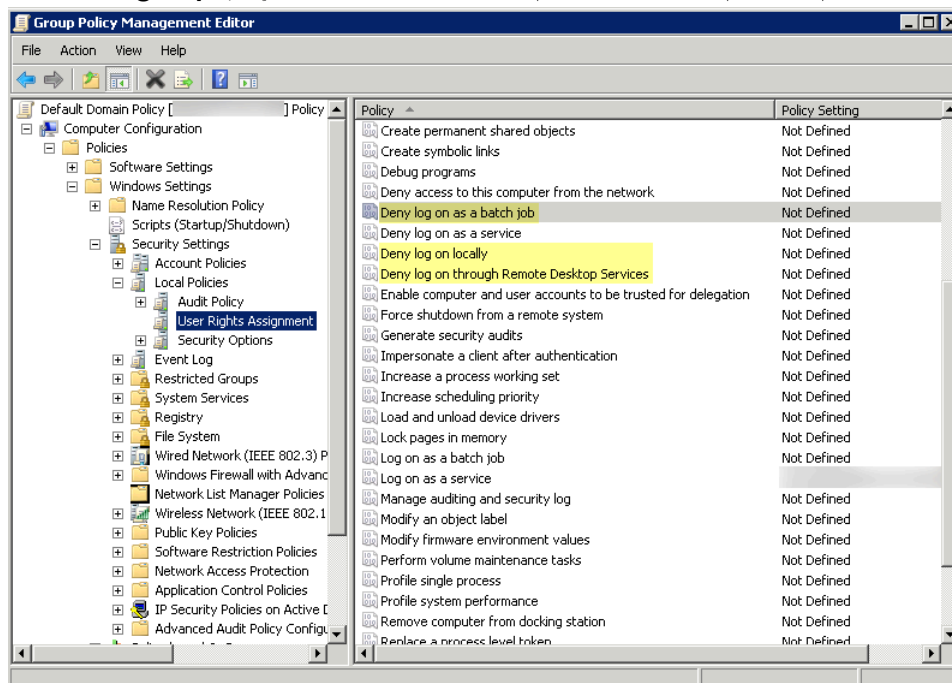 Group Policy Management Editor
File Action View Help
Default Domain Policy [ ] Policy
Computer Configuration
Policies
Software Settings
Windows Settings
Name Resolution Policy
Scripts (Startup/Shutdown)
Security Settings
Account Policies
Local Policies
Audit Policy
User Rights Assignment
Security Options
Event Log
Restricted Groups
System Services
Registry
File System
Wired Network (IEEE 802.3) P
Windows Firewall with Advanc
Network List Manager Policies
Wireless Network (IEEE 802.1
Public Key Policies
Software Restriction Policies
Network Access Protection
Application Control Policies
IP Security Policies on Active D
Advanced Audit Policy Configu
Policy Policy Setting
Create permanent shared objects Not Defined
Create symbolic links Not Defined
Debug programs Not Defined
Deny access to this computer from the network Not Defined
Deny log on as a batch job Not Defined
Deny log on as a service Not Defined
Deny log on locally Not Defined
Deny log on through Remote Desktop Services Not Defined
Enable computer and user accounts to be trusted for delegation Not Defined
Force shutdown from a remote system Not Defined
Generate security audits Not Defined
Impersonate a client after authentication Not Defined
Increase a process working set Not Defined
Increase scheduling priority Not Defined
Load and unload device drivers Not Defined
Lock pages in memory Not Defined
Log on as a batch job Not Defined
Log on as a service
Manage auditing and security log Not Defined
Modify an object label Not Defined
Modify firmware environment values Not Defined
Perform volume maintenance tasks Not Defined
Profile single process Not Defined
Profile system performance Not Defined
Remove computer from docking station Not Defined
Replace a process level token Not Defined